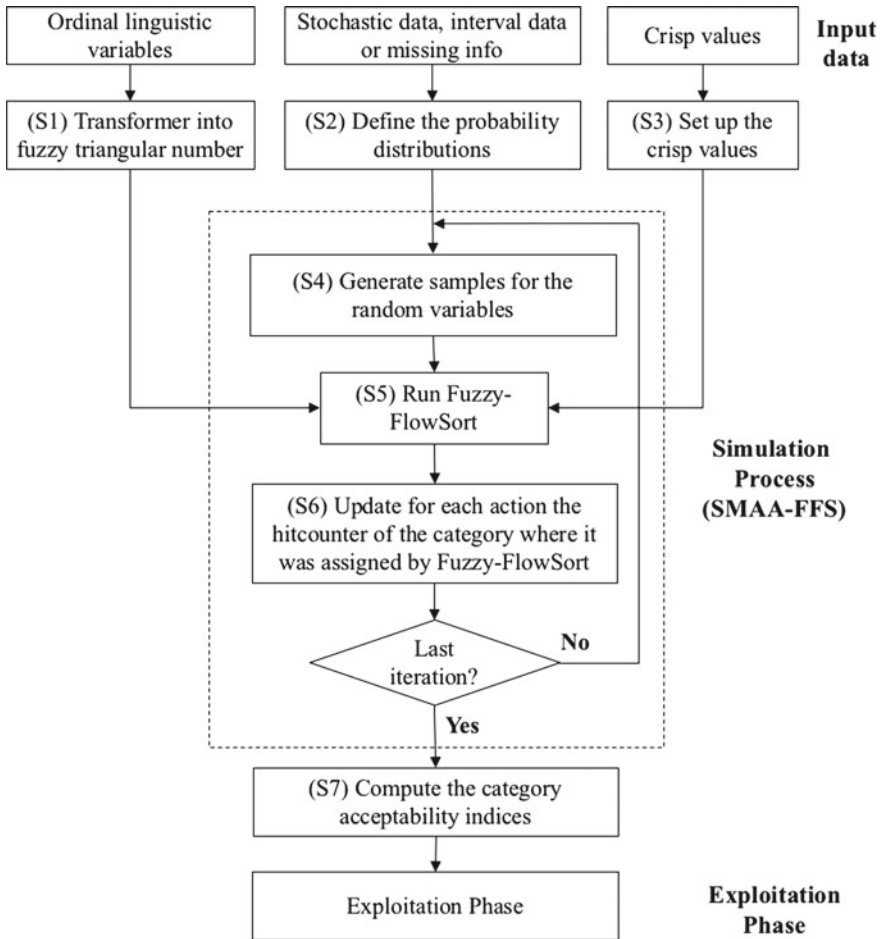 Ordinal linguistic
variables
Stochastic data, interval data
or missing info
Crisp values
Input
data
(S1) Transformer into
fuzzy triangular number
(S2) Define the probability
distributions
(S3) Set up the
crisp values
(S4) Generate samples for the
random variables
(S5) Run Fuzzy-
FlowSort
Simulation
Process
(SMAA-FFS)
(S6) Update for each action the
hitcounter of the category where it
was assigned by Fuzzy-FlowSort
Last
iteration?
No
Yes
(S7) Compute the category
acceptability indices
Exploitation Phase
Exploitation
Phase